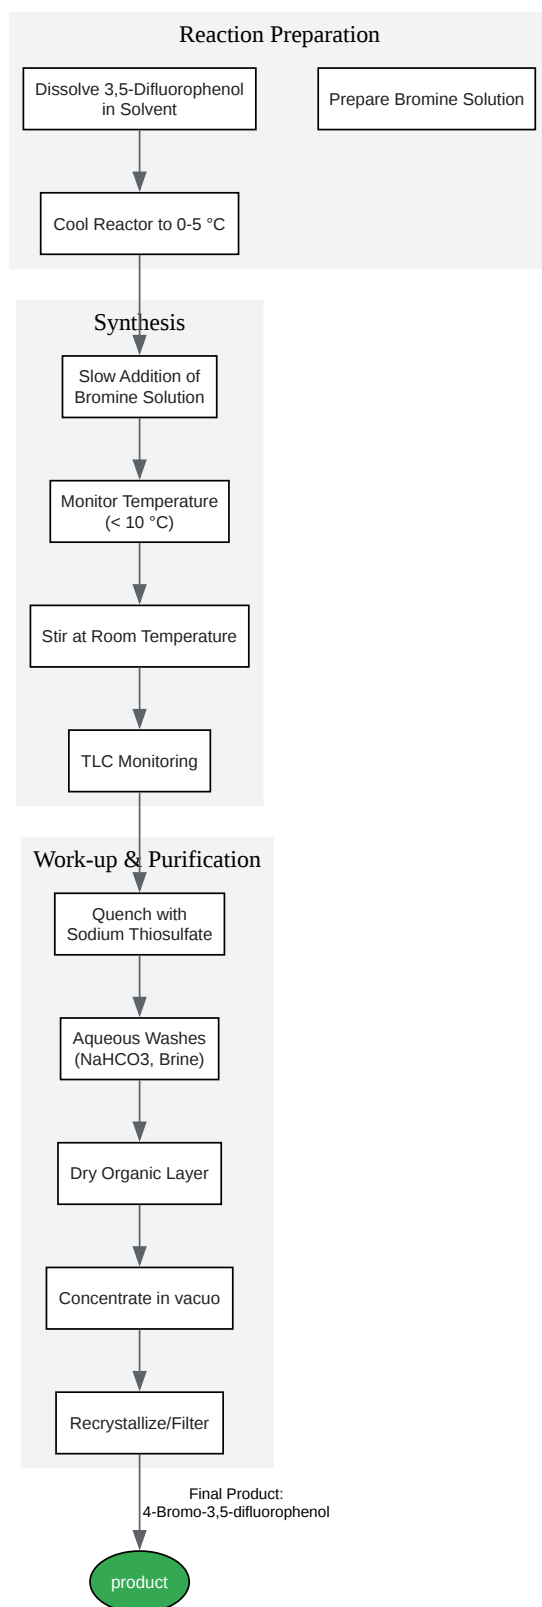 Reaction Preparation
Dissolve 3,5-Difluorophenol
in Solvent
Prepare Bromine Solution
Cool Reactor to 0-5 °C
Synthesis
Slow Addition of
Bromine Solution
Monitor Temperature
(< 10 °C)
Stir at Room Temperature
TLC Monitoring
Work-up & Purification
Quench with
Sodium Thiosulfate
Aqueous Washes
(NaHCO3, Brine)
Dry Organic Layer
Concentrate in vacuo
Recrystallize/Filter
Final Product:
4-Bromo-3,5-difluorophenol
product